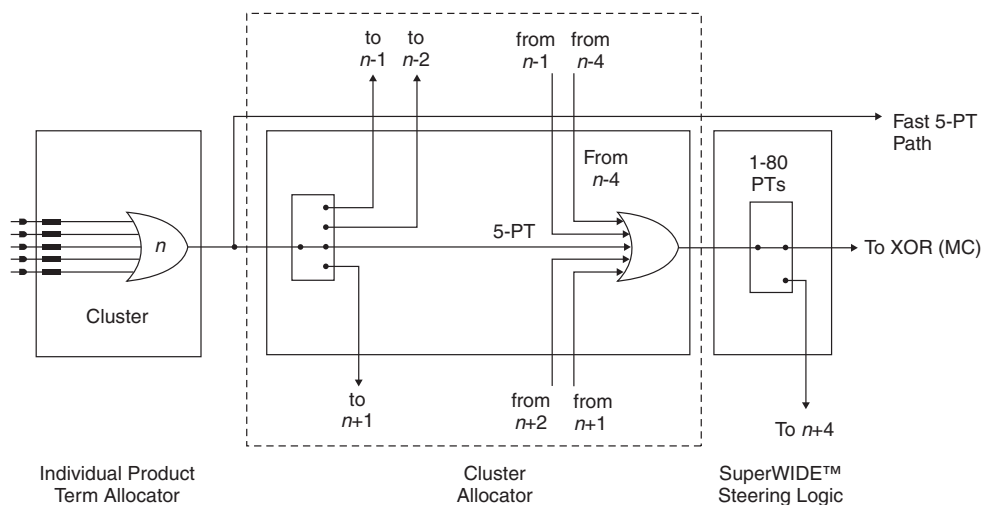 to
n-1
to
n-2
from
n-1
from
n-4
Fast 5-PT
Path
From
n-4
1-80
PTs
n
5-PT
To XOR (MC)
Cluster
to
n+1
from
n+2
from
n+1
To n+4
Individual Product
Term Allocator
Cluster
Allocator
SuperWIDE™
Steering Logic